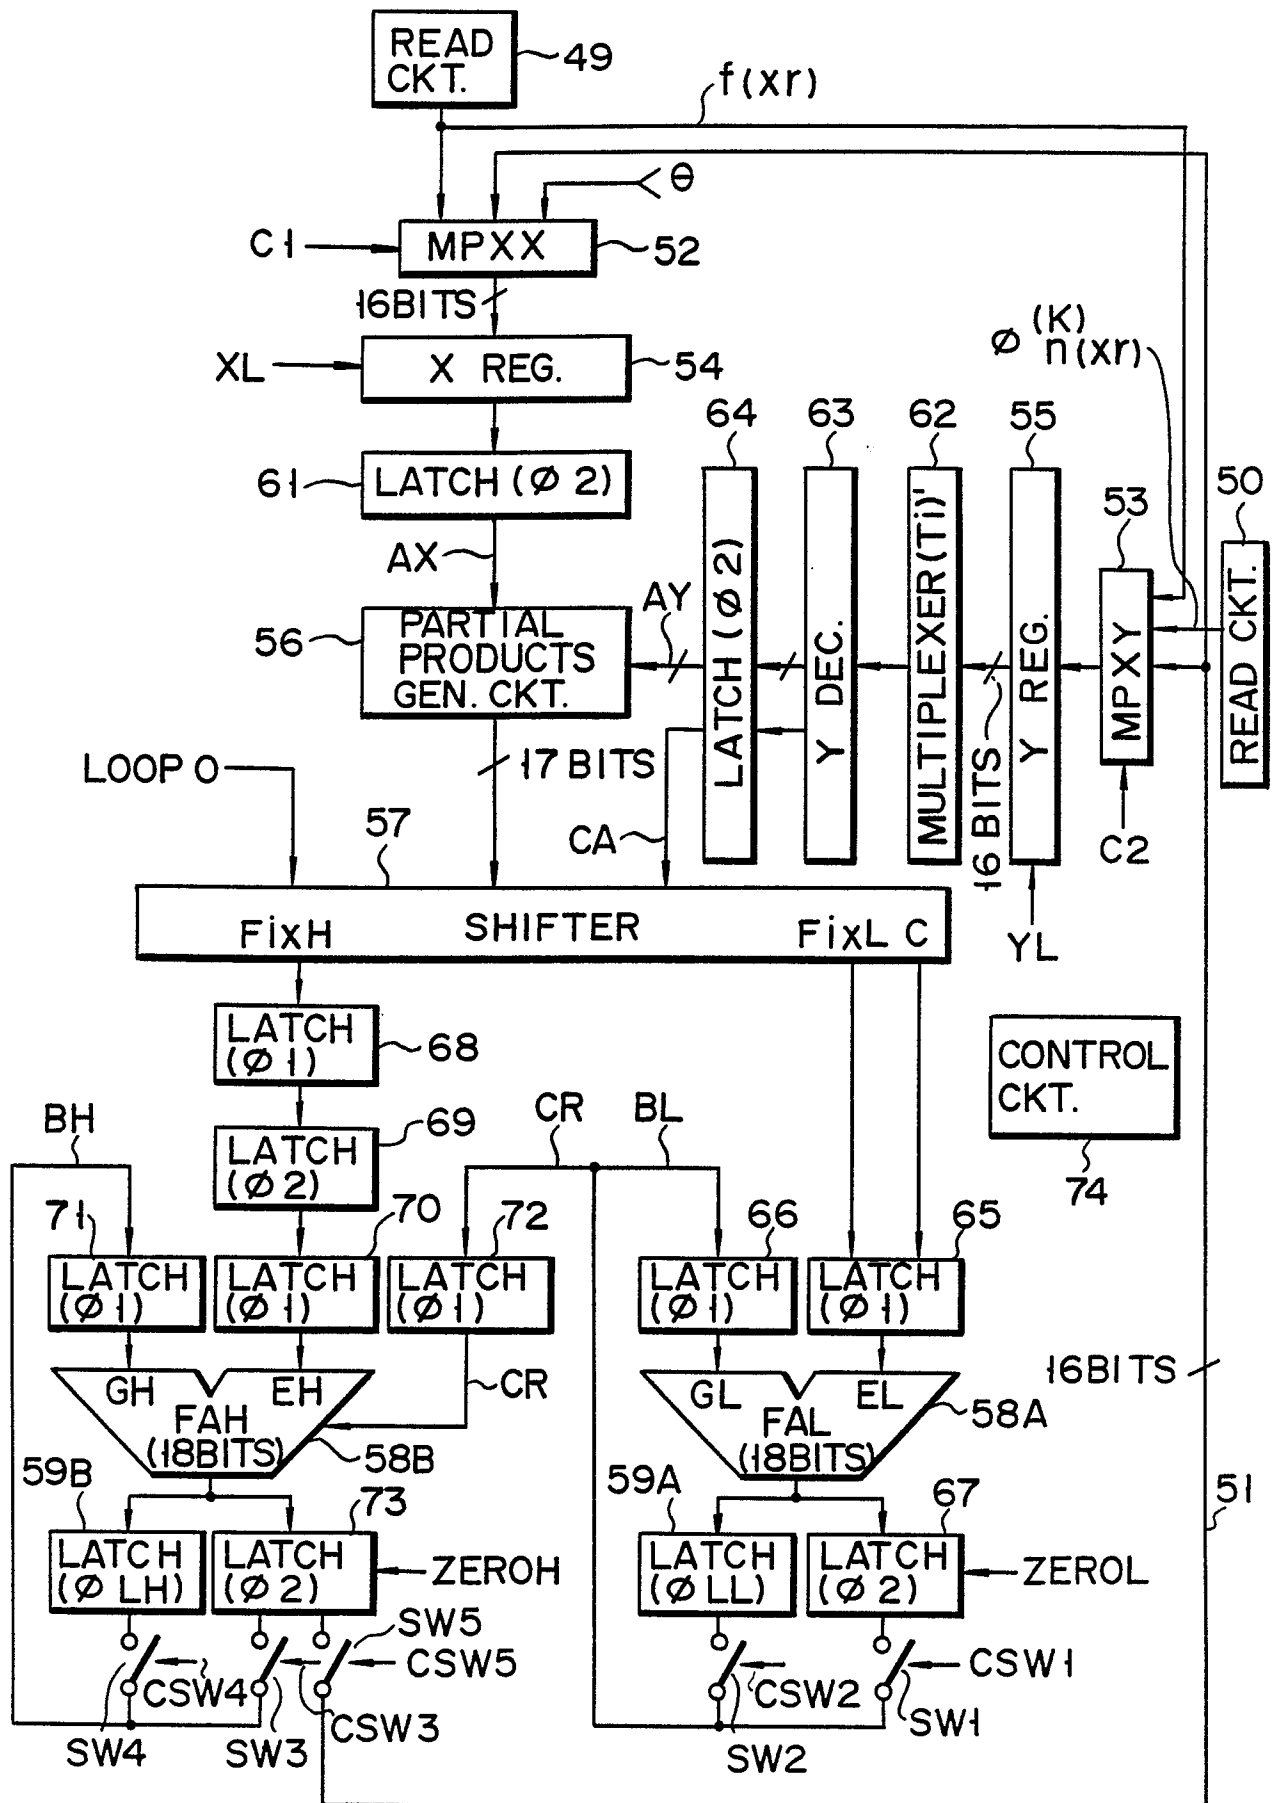 READ
CKT.
49
f(xr)
θ
C1
MPXX
52
16BITS
ø (K) n(xr)
XL
X REG.
54
64
63
62
55
61
LATCH (ø 2)
53
50
AX
AY
56
PARTIAL
PRODUCTS
GEN. CKT.
LATCH (ø 2)
Y DEC.
MULTIPLEXER(Ti)'
16 BITS
Y REG.
MPXY
READ CKT.
LOOP 0
17 BITS
CA
C2
57
FixH
SHIFTER
FixL C
YL
LATCH
(ø 1)
68
CONTROL
CKT.
74
BH
LATCH
(ø 2)
69
CR
BL
71
70
72
66
65
LATCH
(ø 1)
LATCH
(ø 1)
LATCH
(ø 1)
LATCH
(ø 1)
LATCH
(ø 1)
GH
EH
CR
GL
EL
16BITS
FAH
(18BITS)
58B
FAL
(18BITS)
58A
59B
73
59A
67
51
LATCH
(ø LH)
LATCH
(ø 2)
ZEROH
LATCH
(ø LL)
LATCH
(ø 2)
ZEROL
SW5
CSW4
CSW5
CSW2
CSW1
CSW3
SW4
SW3
SW2
SW1